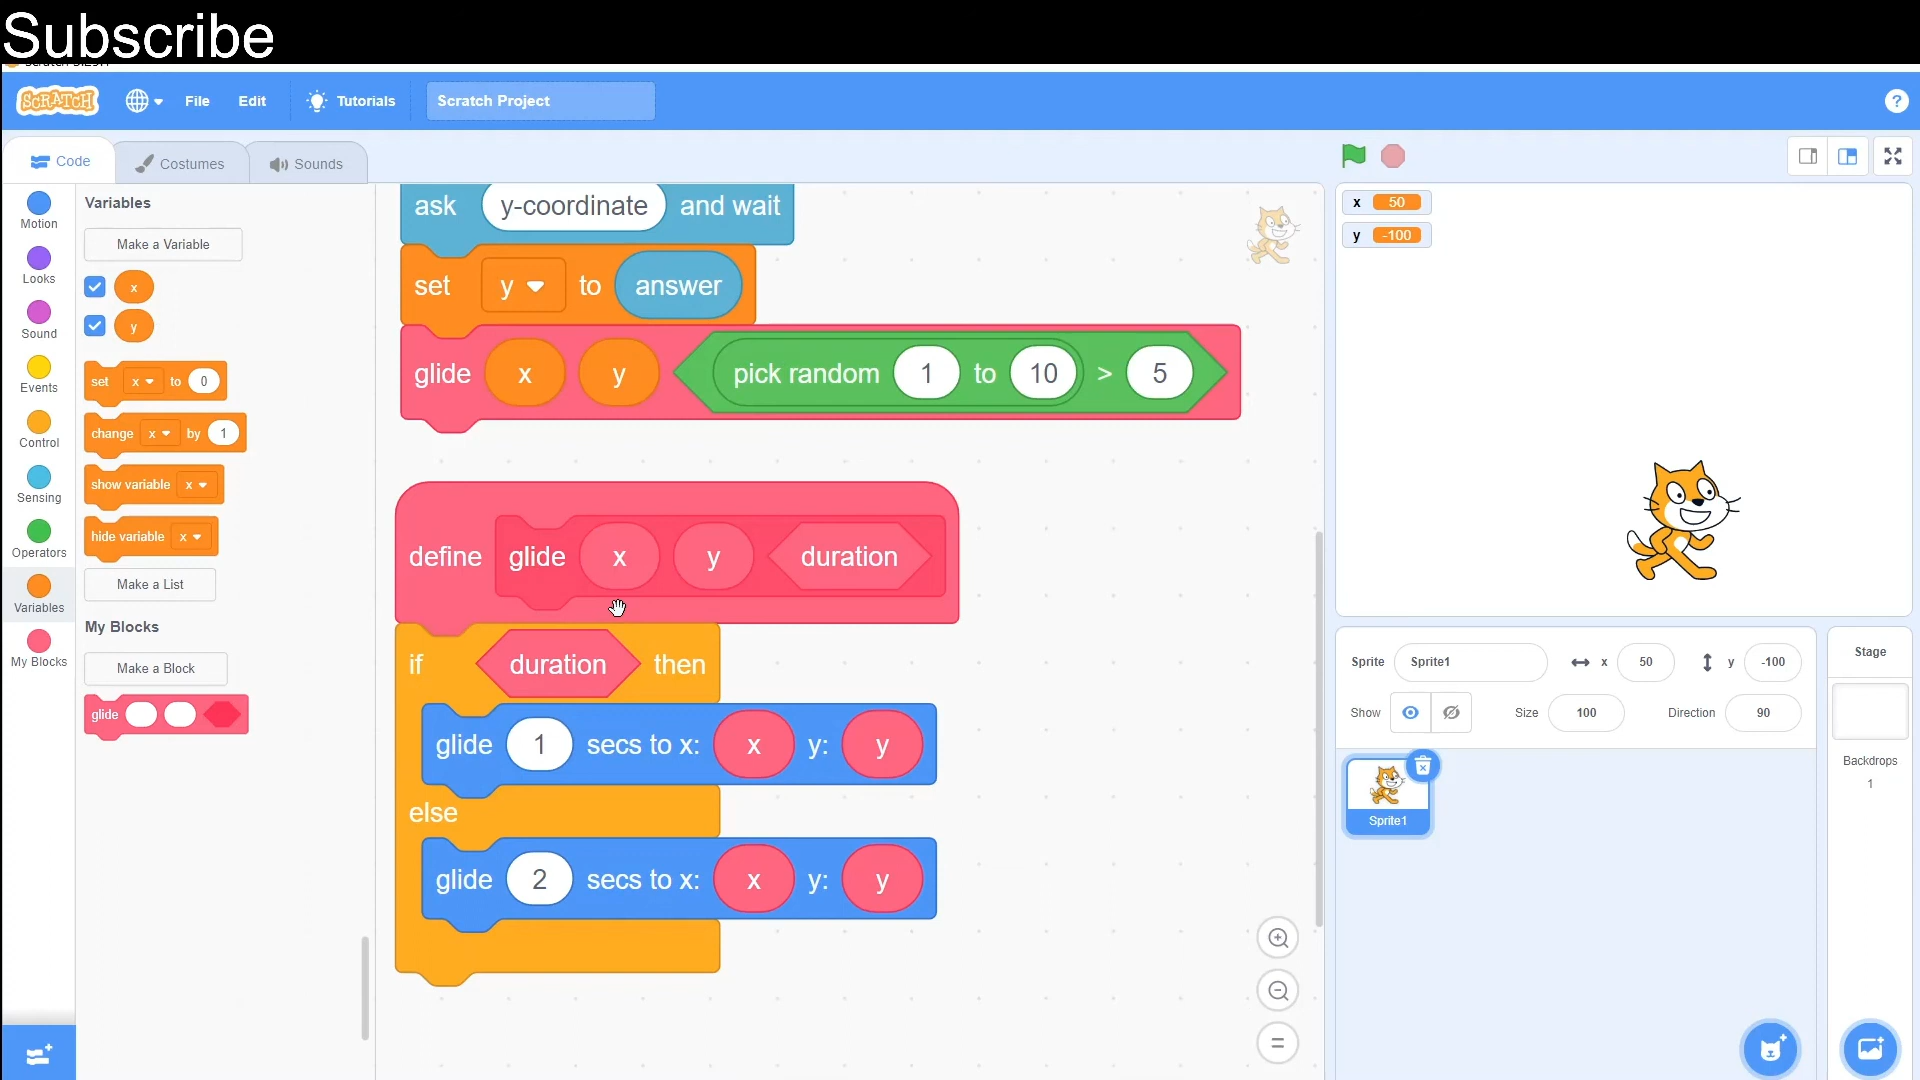 Subscribe
SCRATCH
File
Edit
Tutorials
Scratch Project
?
Code
Costumes
Sounds
Motion
Looks
Sound
Events
Control
Sensing
Operators
Variables
My Blocks
Variables
Make a Variable
x
y
set x to 0
change x by 1
show variable x
hide variable x
Make a List
My Blocks
Make a Block
glide
ask y-coordinate and wait
set y to answer
glide x y pick random 1 to 10 > 5
define glide x y duration
if duration then
glide 1 secs to x: x y: y
else
glide 2 secs to x: x y: y
x 50
y -100
Sprite Sprite1 x 50 y -100
Show Size 100 Direction 90
Sprite1
Stage
Backdrops
1